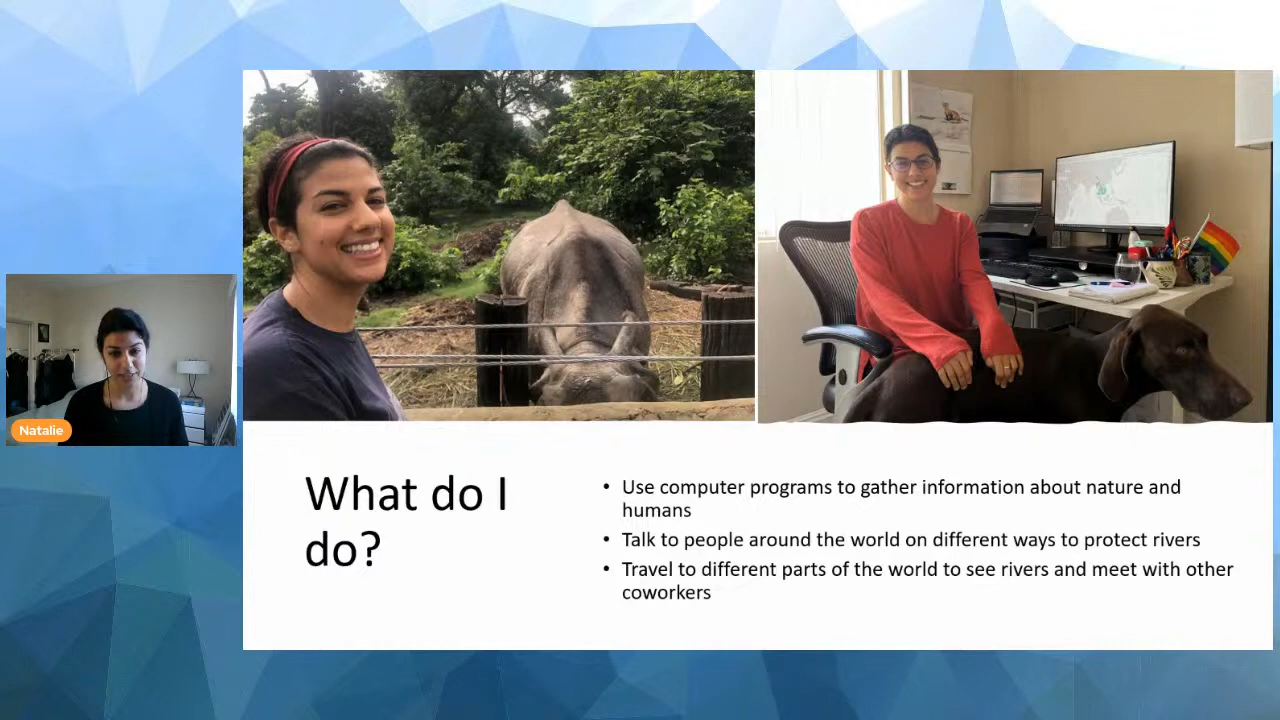 Natalie
What do I
do?
• Use computer programs to gather information about nature and
humans
• Talk to people around the world on different ways to protect rivers
• Travel to different parts of the world to see rivers and meet with other
coworkers